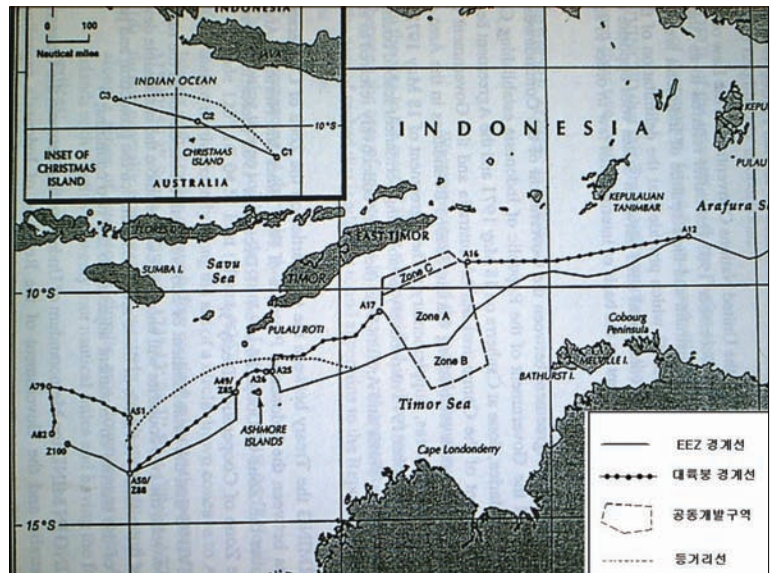 INDONESIA
0 100
Nautical miles
JAVA
INDIAN OCEAN
C3
C2
10°S
CHRISTMAS
ISLAND
C1
INSET OF
CHRISTMAS
ISLAND
AUSTRALIA
INDONESIA
KEPULAUAN
TANIMBAR
PULAU
Arafura
A12
FLORES
EAST TIMOR
SUMBA I.
Savu
Sea
TIMOR
A16
Zone C
10°S
PULAU ROTI
A17
Zone A
Zone B
Cobourg
Peninsula
MELVILLE I.
BATHURST I.
A79
A51
A49/
Z85
A26
A25
ASHMORE
ISLANDS
Timor Sea
A82
Z100
A50/
Z88
Cape Londonderry
15°S
EEZ 경계선
대륙붕 경계선
공동개발구역
등거리선